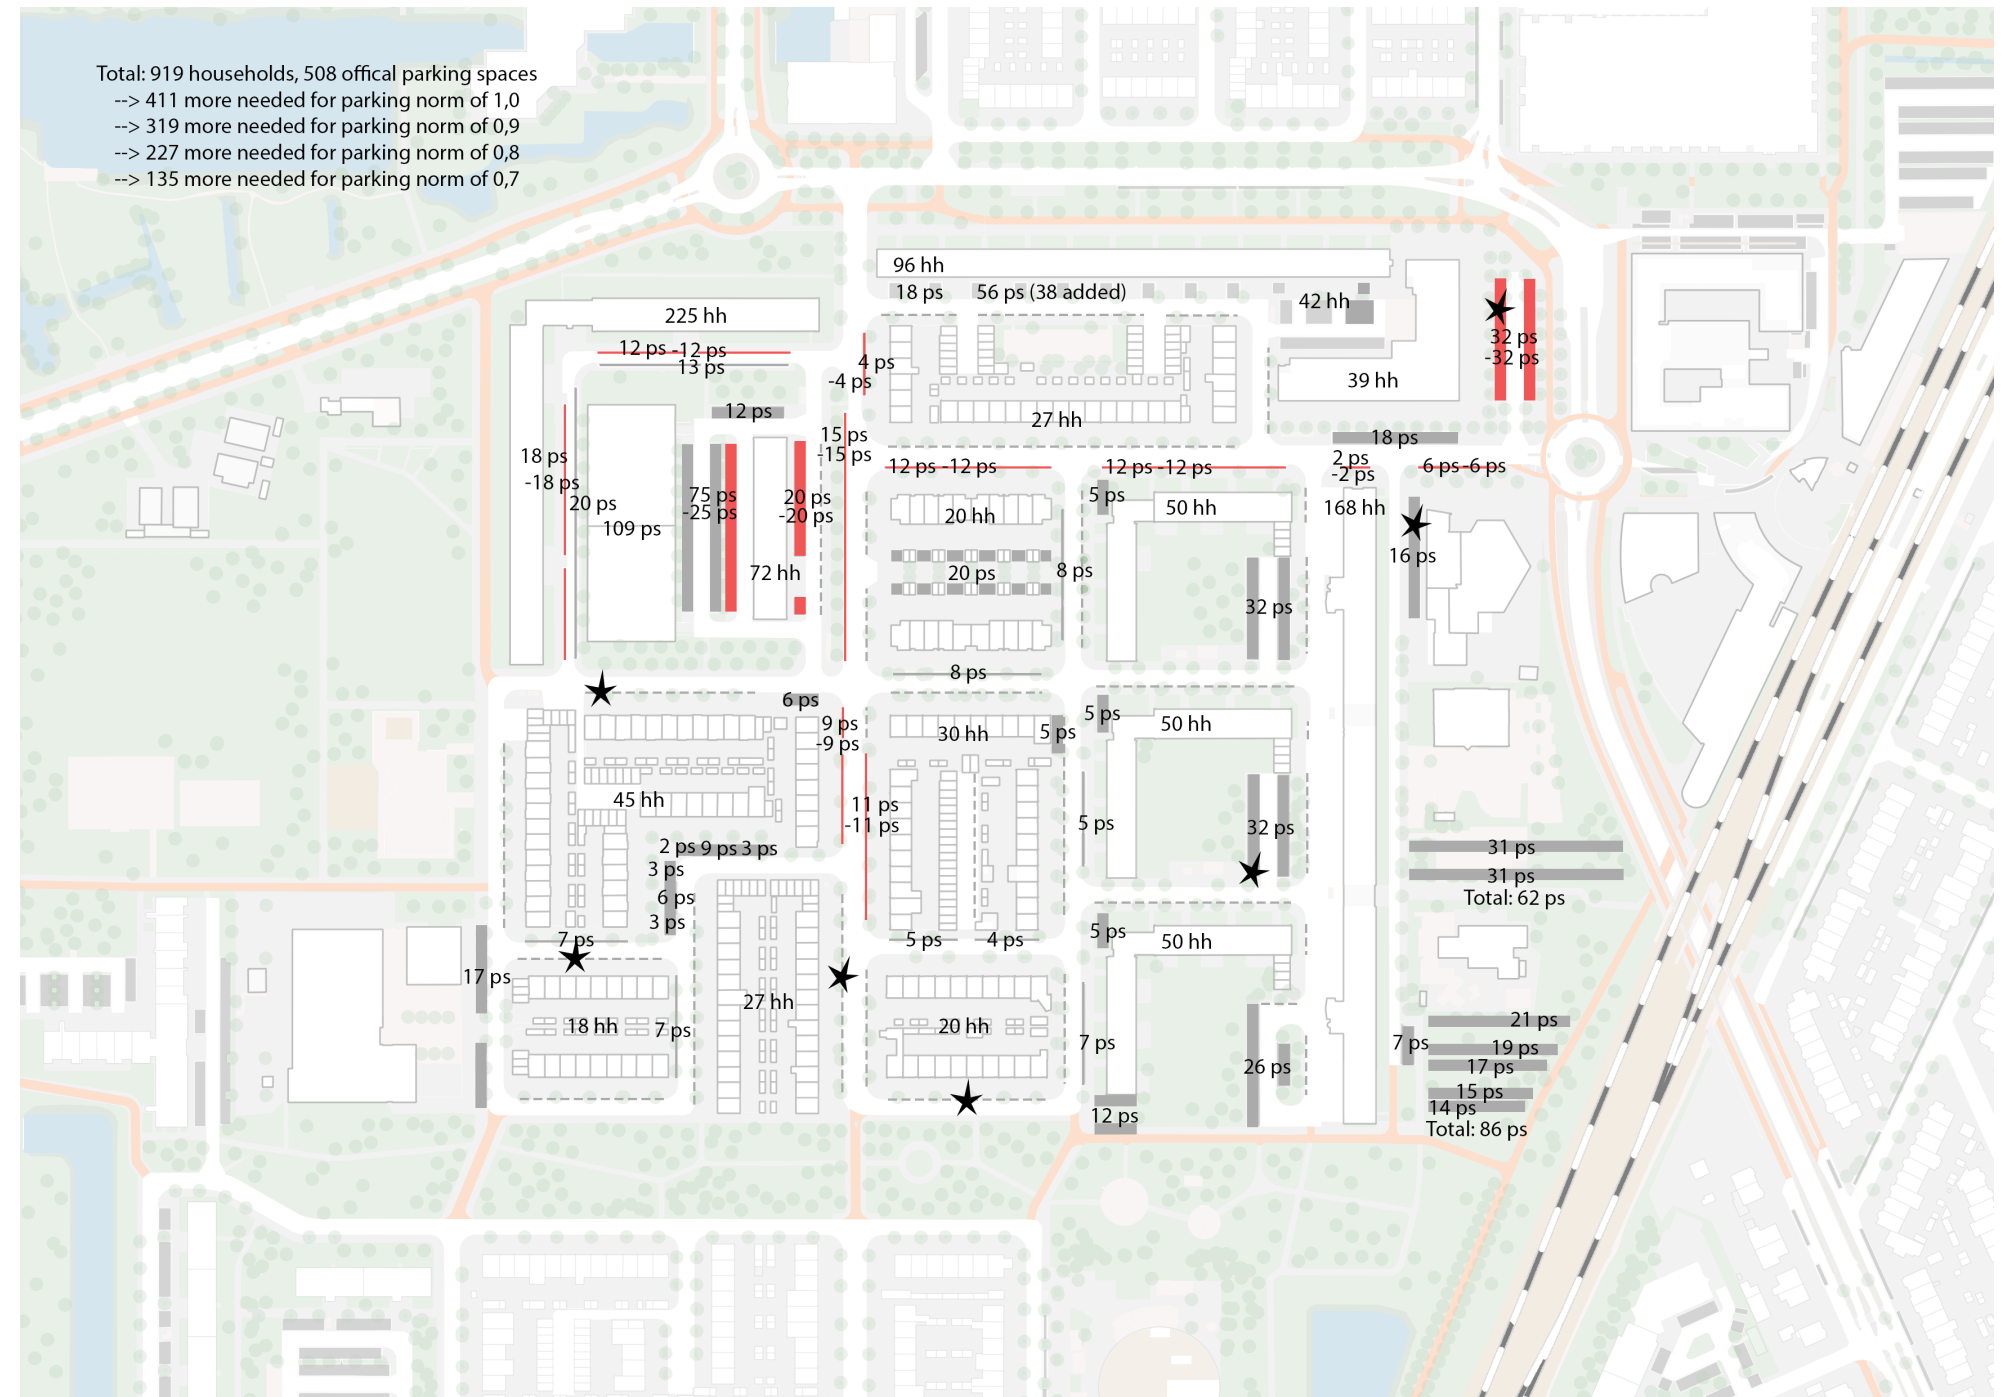 Total: 919 households, 508 offical parking spaces
--> 411 more needed for parking norm of 1,0
--> 319 more needed for parking norm of 0,9
--> 227 more needed for parking norm of 0,8
--> 135 more needed for parking norm of 0,7
96 hh
18 ps
56 ps (38 added)
42 hh
225 hh
32 ps
-32 ps
12 ps -12 ps
13 ps
4 ps
-4 ps
39 hh
12 ps
27 hh
15 ps
-15 ps
18 ps
18 ps
-18 ps
12 ps -12 ps
12 ps -12 ps
2 ps
-2 ps
6 ps -6 ps
20 ps
75 ps
-25 ps
20 ps
-20 ps
5 ps
50 hh
168 hh
109 ps
20 hh
16 ps
72 hh
20 ps
8 ps
32 ps
8 ps
6 ps
9 ps
-9 ps
30 hh
5 ps
5 ps
50 hh
45 hh
11 ps
-11 ps
5 ps
32 ps
2 ps 9 ps 3 ps
3 ps
6 ps
3 ps
31 ps
31 ps
Total: 62 ps
7 ps
5 ps
4 ps
5 ps
50 hh
17 ps
27 hh
18 hh
7 ps
20 hh
7 ps
26 ps
7 ps
21 ps
19 ps
17 ps
15 ps
14 ps
Total: 86 ps
12 ps